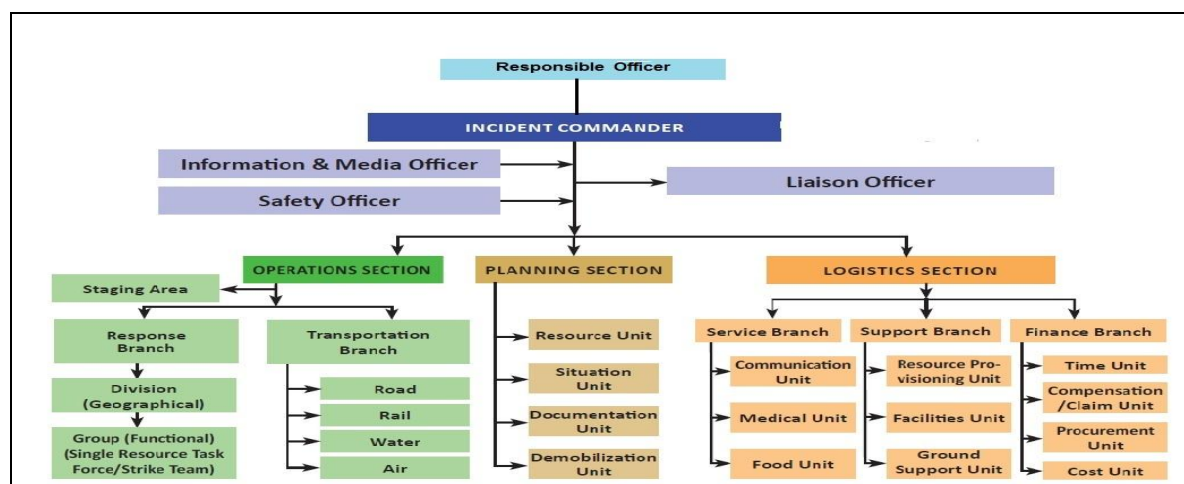 Responsible Officer
INCIDENT COMMANDER
Information & Media Officer
Liaison Officer
Safety Officer
OPERATIONS SECTION
PLANNING SECTION
LOGISTICS SECTION
Staging Area
Response
Branch
Division
(Geographical)
Group (Functional)
(Single Resource Task
Force/Strike Team)
Transportation
Branch
Road
Rail
Water
Air
Resource Unit
Situation
Unit
Documentation
Unit
Demobilization
Unit
Service Branch
Communication
Unit
Medical Unit
Food Unit
Support Branch
Resource Pro-
visioning Unit
Facilities Unit
Ground
Support Unit
Finance Branch
Time Unit
Compensation
/Claim Unit
Procurement
Unit
Cost Unit